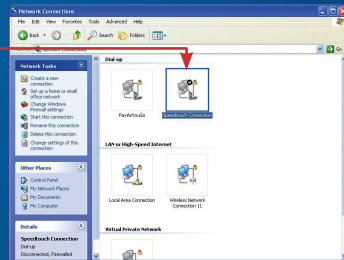 Network Connections
File Edit View Favorites Tools Advanced Help
Back Search Folders
Network Connections Go
Network Tasks
Create a new
connection
Set up a home or small
office network
Change Windows
Firewall settings
Start this connection
Rename this connection
Delete this connection
Change settings of this
connection
Other Places
Control Panel
My Network Places
My Documents
My Computer
Details
Speedtouch Connection
Dial-up
Disconnected, Firewalled
Dial-up
PayAsYouGo
Speedtouch Connection
LAN or High-Speed Internet
Local Area Connection
Wireless Network
Connection 11
Virtual Private Network